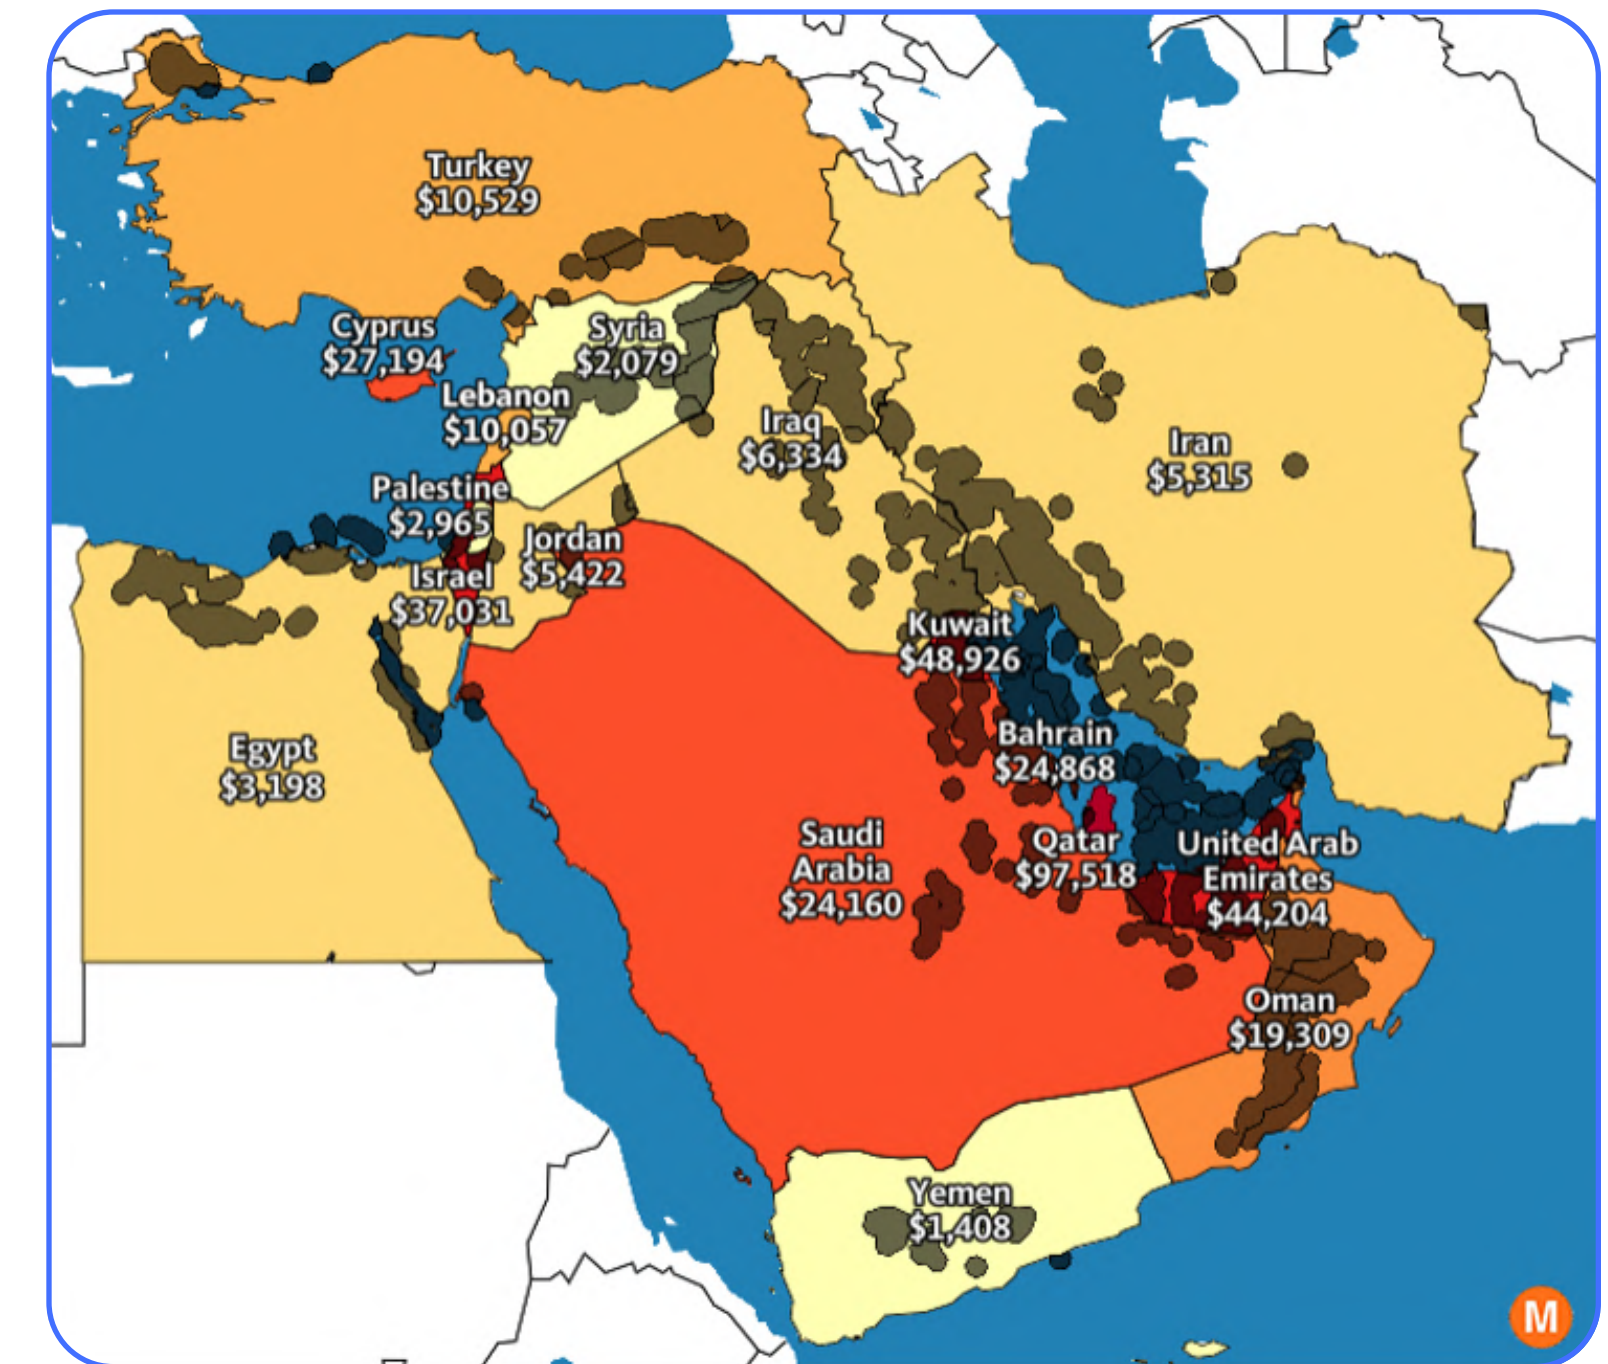 Turkey
$10,529
Cyprus
$27,194
Syria
$2,079
Lebanon
$10,057
Iraq
$6,334
Iran
$5,315
Palestine
$2,965
Jordan
$5,422
Israel
$37,031
Kuwait
$48,926
Egypt
$3,198
Bahrain
$24,868
Saudi
Arabia
$24,160
Qatar
$97,518
United Arab
Emirates
$44,204
Oman
$19,309
Yemen
$1,408
M